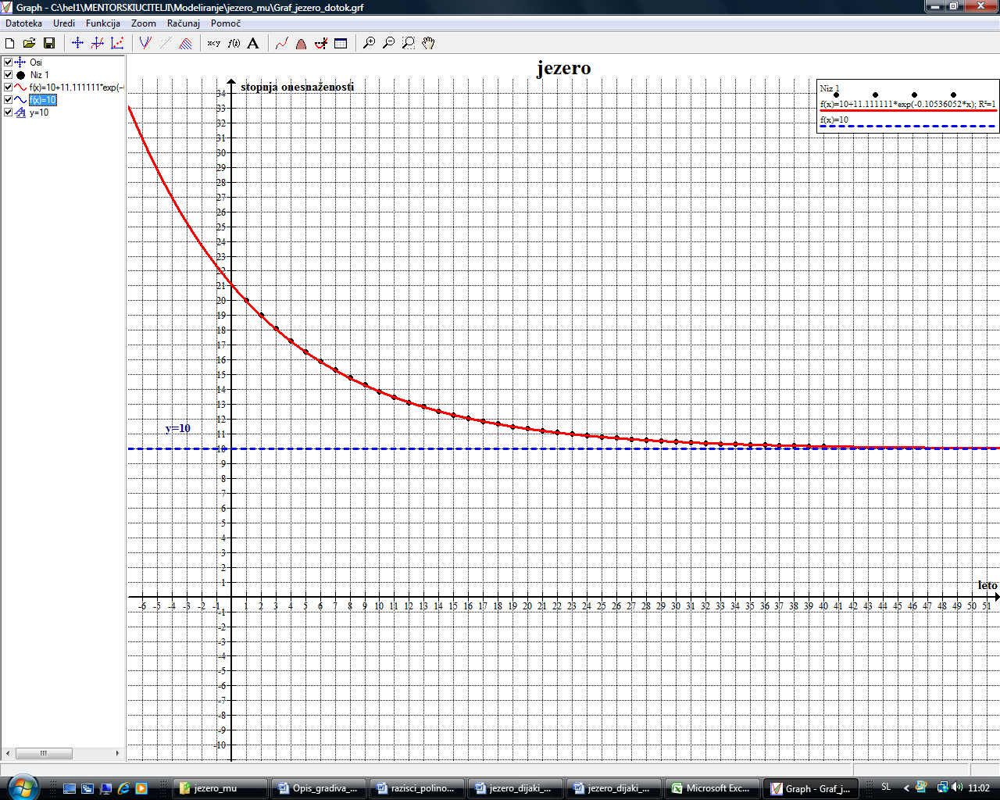 Graph - C:\hel1\MENTORSKIUCITELJI\Modeliranje\jezero_mu\Graf_jezero_dotok.grf
Datoteka Uredi Funkcija Zoom Računaj Pomoč
Osi
Niz 1
f(x)=10+11.111111*exp(-
f(x)=10
y=10
jezero
stopnja onesnaženosti
Niz 1
f(x)=10+11.111111*exp(-0.10536052*x); R²=1
f(x)=10
34
33
32
31
30
29
28
27
26
25
24
23
22
21
20
19
18
17
16
15
14
13
12
11
y=10
10
9
8
7
6
5
4
3
2
1
leto
-6 -5 -4 -3 -2 -1 1 2 3 4 5 6 7 8 9 10 11 12 13 14 15 16 17 18 19 20 21 22 23 24 25 26 27 28 29 30 31 32 33 34 35 36 37 38 39 40 41 42 43 44 45 46 47 48 49 50 51
-1
-2
-3
-4
-5
-6
-7
-8
-9
-10
jezero_mu Opis_gradiva_... razisci_polino... jezero_dijaki_... jezero_dijaki_... Microsoft Exc... Graph - Graf_j... SL 11:02